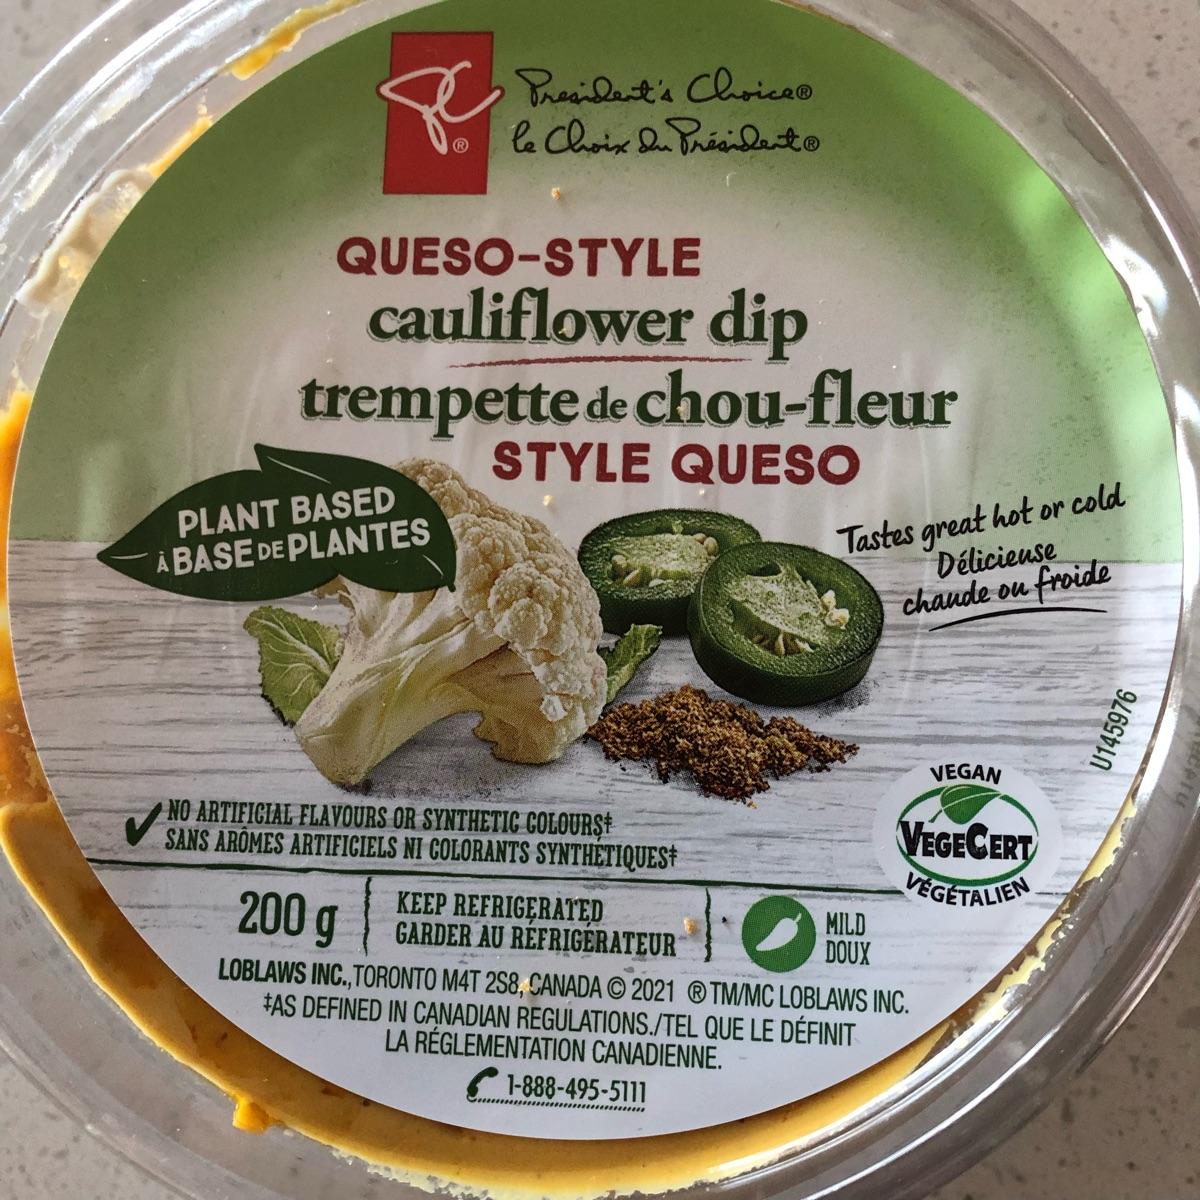 PC®
President's Choice®
le Choix du Président®
QUESO-STYLE
cauliflower dip
trempette de chou-fleur
STYLE QUESO
PLANT BASED
À BASE DE PLANTES
Tastes great hot or cold
Délicieuse
chaude ou froide
U145976
NO ARTIFICIAL FLAVOURS OR SYNTHETIC COLOURS‡
SANS ARÔMES ARTIFICIELS NI COLORANTS SYNTHÉTIQUES‡
VEGAN
VEGECERT
VÉGÉTALIEN
200 g
KEEP REFRIGERATED
GARDER AU RÉFRIGÉRATEUR
MILD
DOUX
LOBLAWS INC., TORONTO M4T 2S8, CANADA © 2021 ® TM/MC LOBLAWS INC.
‡AS DEFINED IN CANADIAN REGULATIONS./TEL QUE LE DÉFINIT
LA RÉGLEMENTATION CANADIENNE.
1-888-495-5111